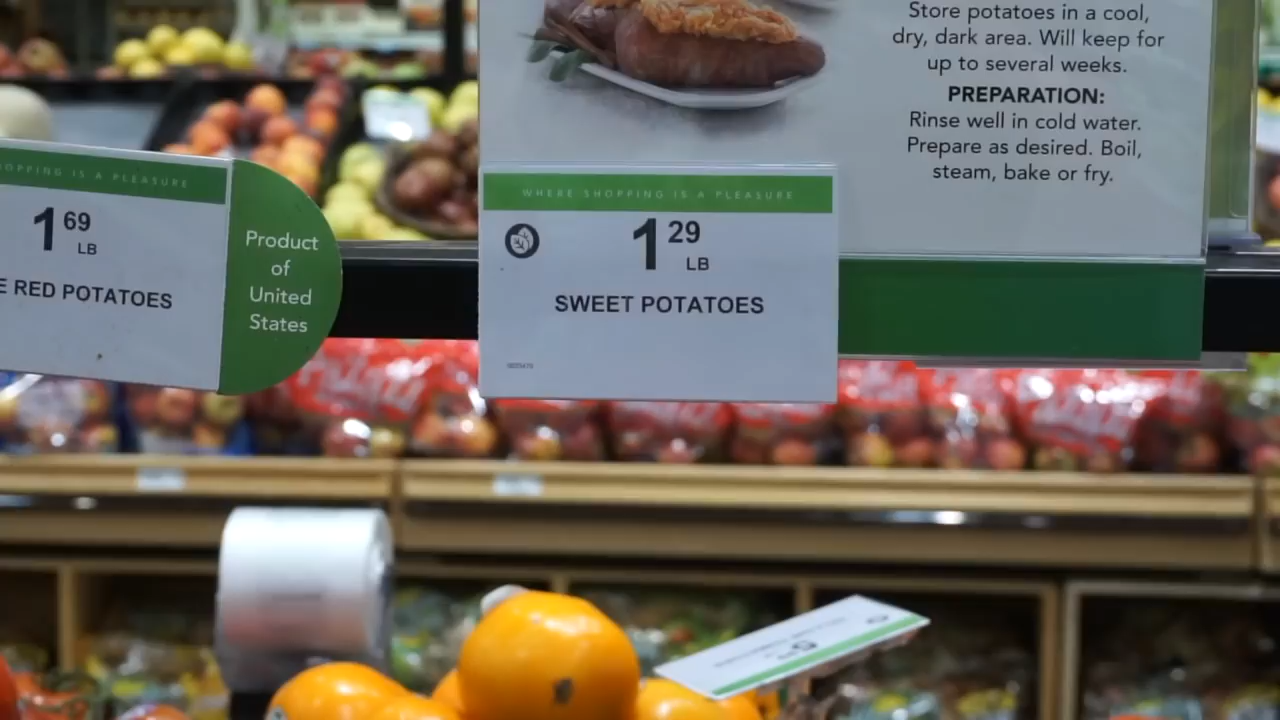 Store potatoes in a cool,
dry, dark area. Will keep for
up to several weeks.
PREPARATION:
Rinse well in cold water.
Prepare as desired. Boil,
steam, bake or fry.
OPPING IS A PLEASURE
1 69
LB
E RED POTATOES
Product
of
United
States
WHERE SHOPPING IS A PLEASURE
1 29
LB
SWEET POTATOES